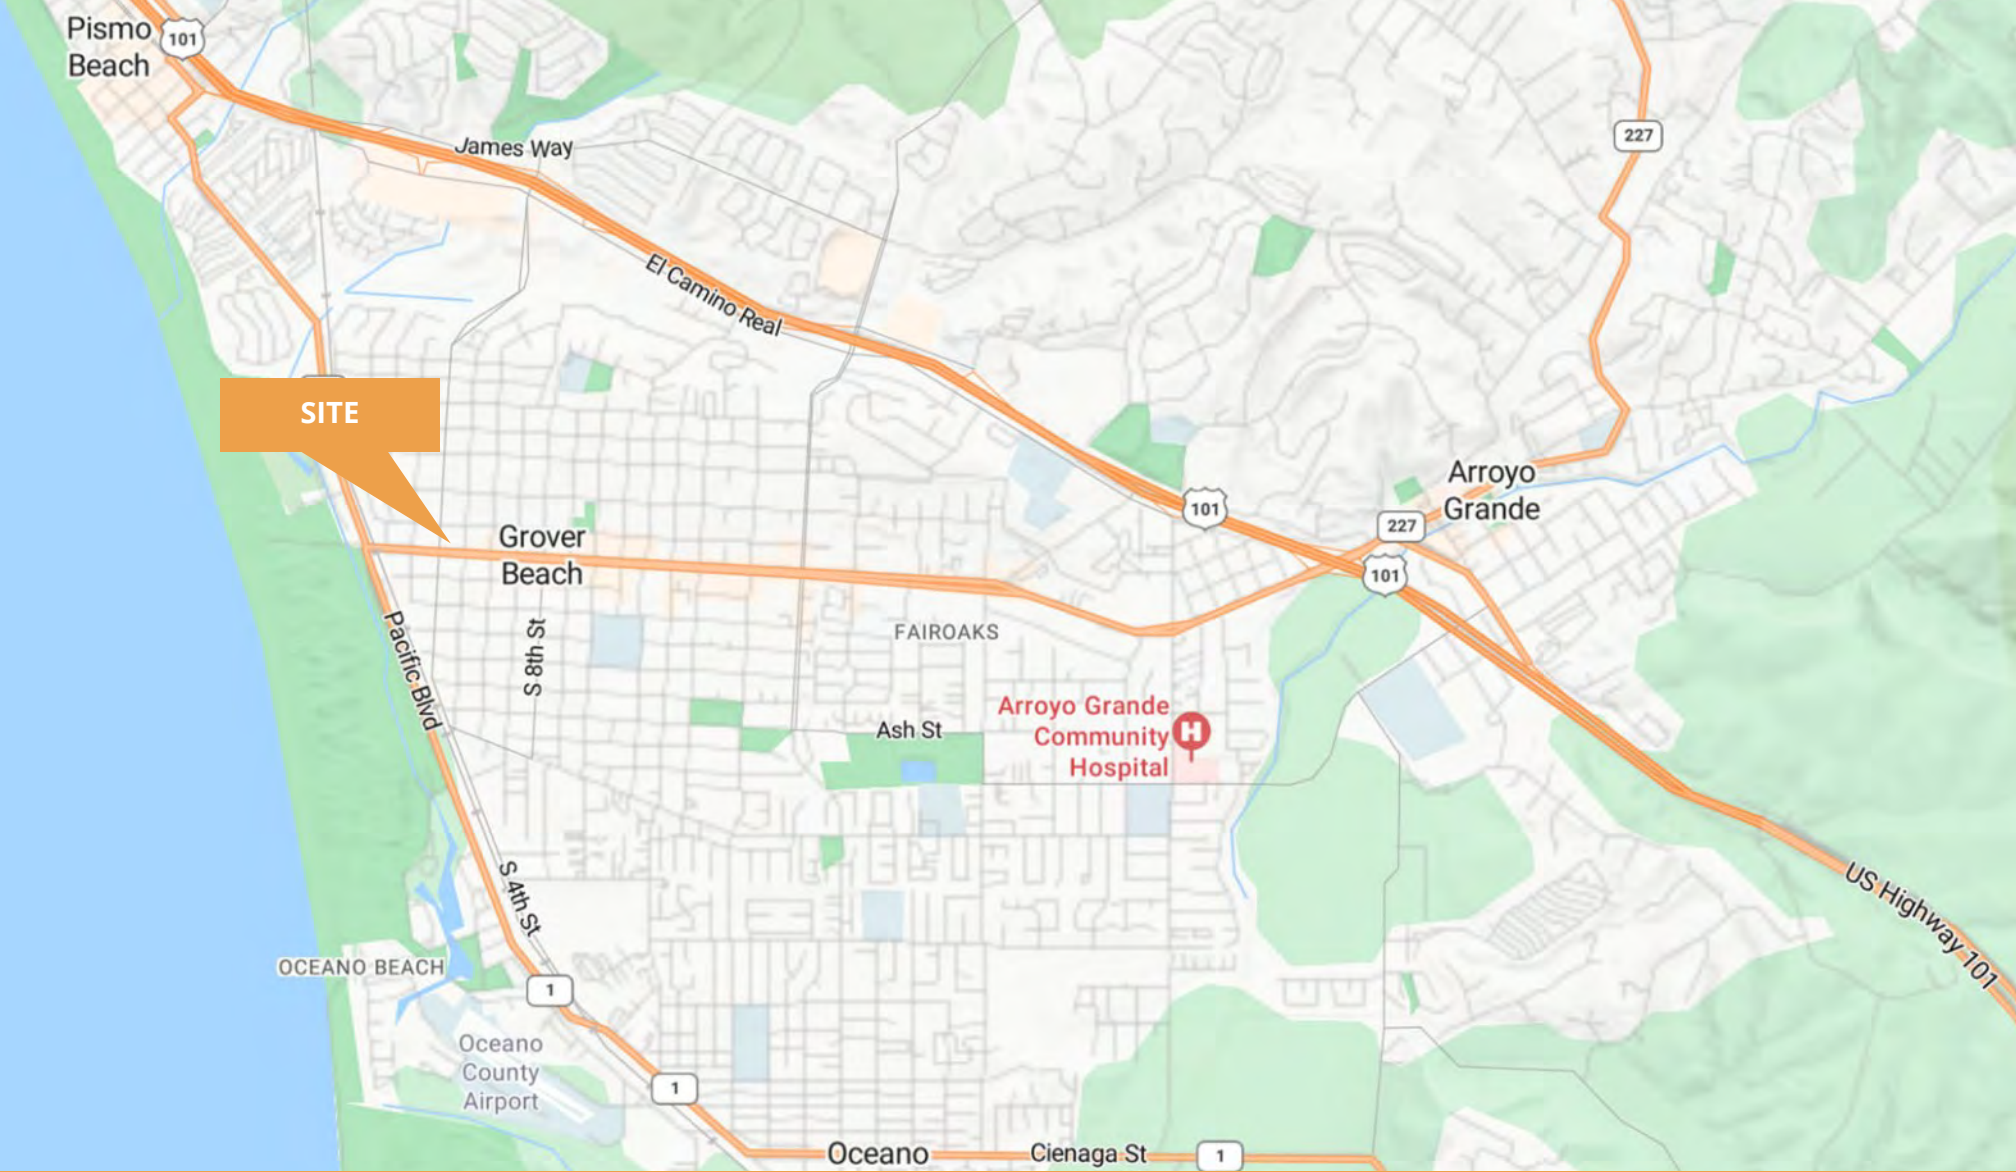 Pismo
Beach
101
James Way
227
El Camino Real
SITE
Arroyo
Grande
101
227
Grover
Beach
101
Pacific Blvd
S 8th St
FAIROAKS
Arroyo Grande
Community
Hospital
H
Ash St
S 4th St
US Highway 101
OCEANO BEACH
1
Oceano
County
Airport
1
Oceano
Cienaga St
1